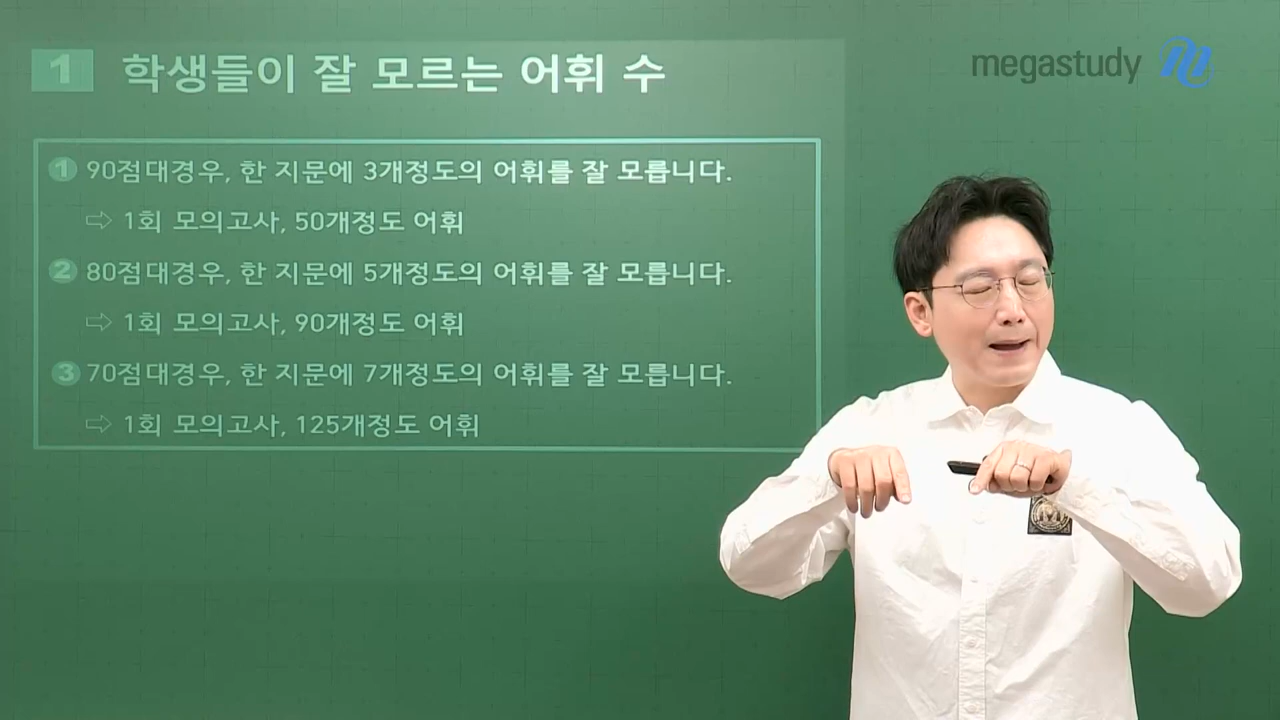 1 학생들이 잘 모르는 어휘 수
megastudy
1 90점대경우, 한 지문에 3개정도의 어휘를 잘 모릅니다.
⇨ 1회 모의고사, 50개정도 어휘
2 80점대경우, 한 지문에 5개정도의 어휘를 잘 모릅니다.
⇨ 1회 모의고사, 90개정도 어휘
3 70점대경우, 한 지문에 7개정도의 어휘를 잘 모릅니다.
⇨ 1회 모의고사, 125개정도 어휘